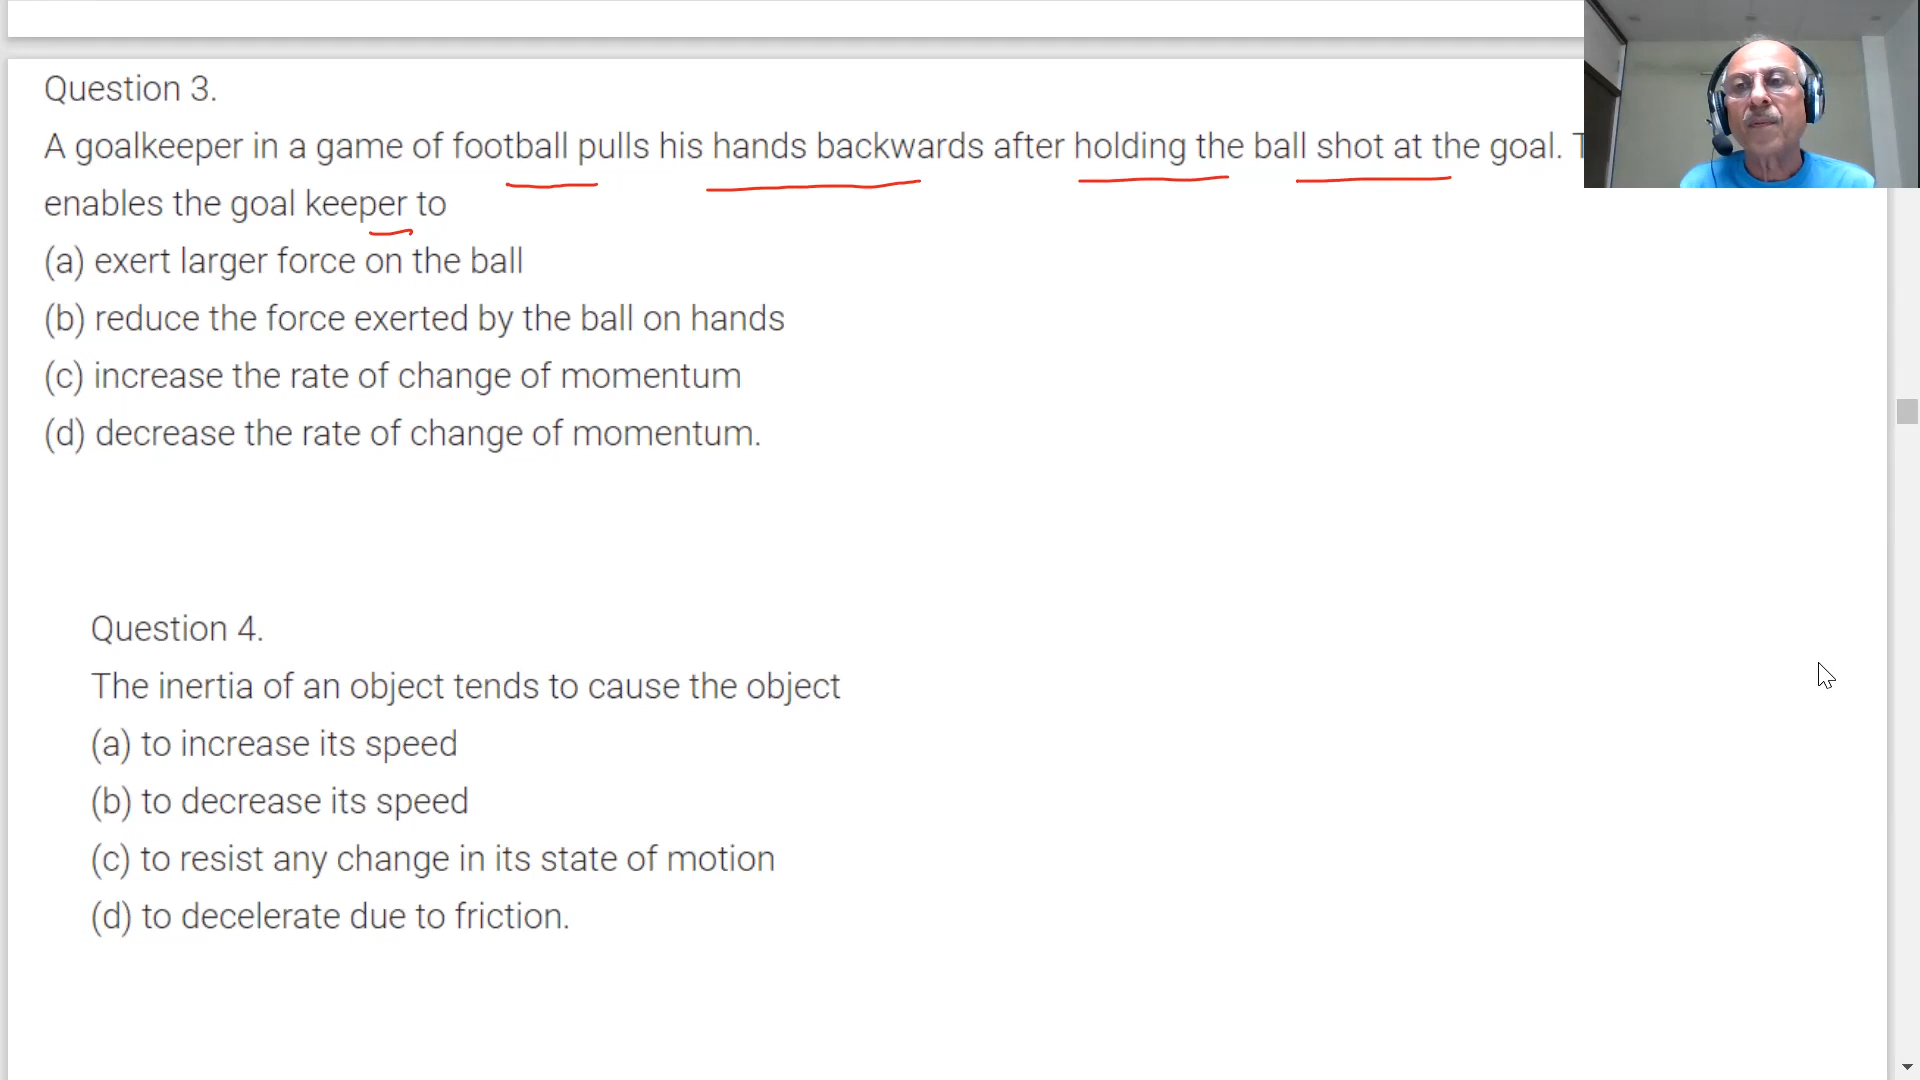 Question 3.
A goalkeeper in a game of football pulls his hands backwards after holding the ball shot at the goal.
enables the goal keeper to
(a) exert larger force on the ball
(b) reduce the force exerted by the ball on hands
(c) increase the rate of change of momentum
(d) decrease the rate of change of momentum.
Question 4.
The inertia of an object tends to cause the object
(a) to increase its speed
(b) to decrease its speed
(c) to resist any change in its state of motion
(d) to decelerate due to friction.